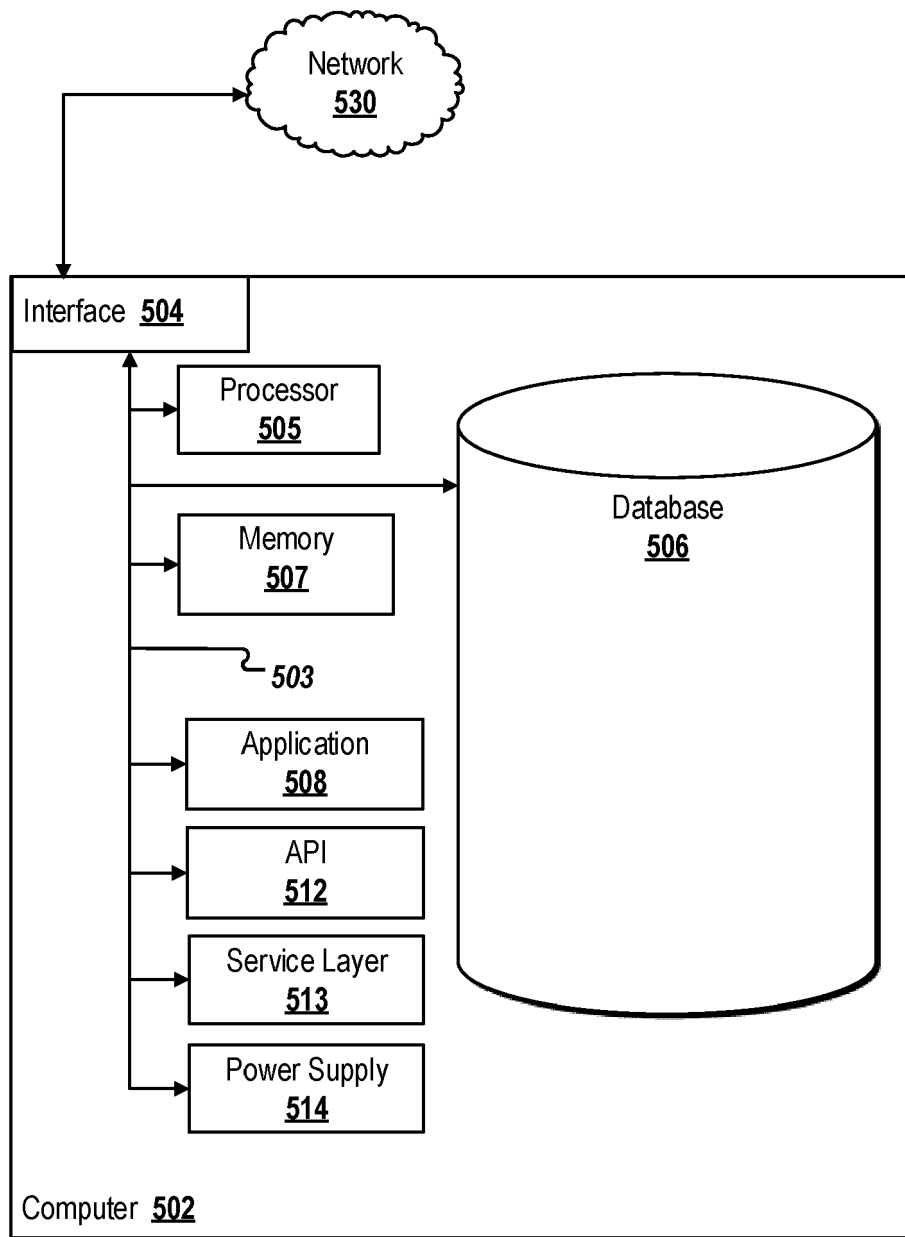 Network
530
Interface 504
Processor
505
Database
506
Memory
507
503
Application
508
API
512
Service Layer
513
Power Supply
514
Computer 502